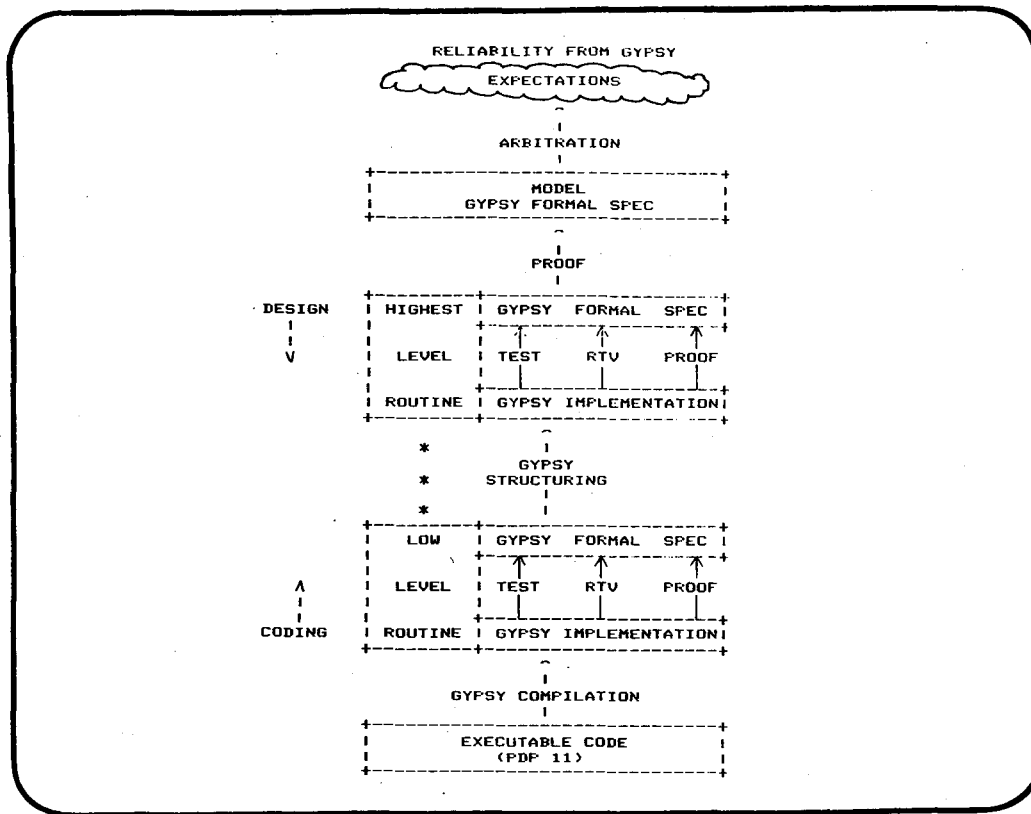 RELIABILITY FROM GYPSY
EXPECTATIONS
ARBITRATION
MODEL
GYPSY FORMAL SPEC
PROOF
DESIGN HIGHEST GYPSY FORMAL SPEC
LEVEL TEST RTV PROOF
ROUTINE GYPSY IMPLEMENTATION
*
GYPSY
* STRUCTURING
*
LOW GYPSY FORMAL SPEC
LEVEL TEST RTV PROOF
CODING ROUTINE GYPSY IMPLEMENTATION
GYPSY COMPILATION
EXECUTABLE CODE
(PDP 11)